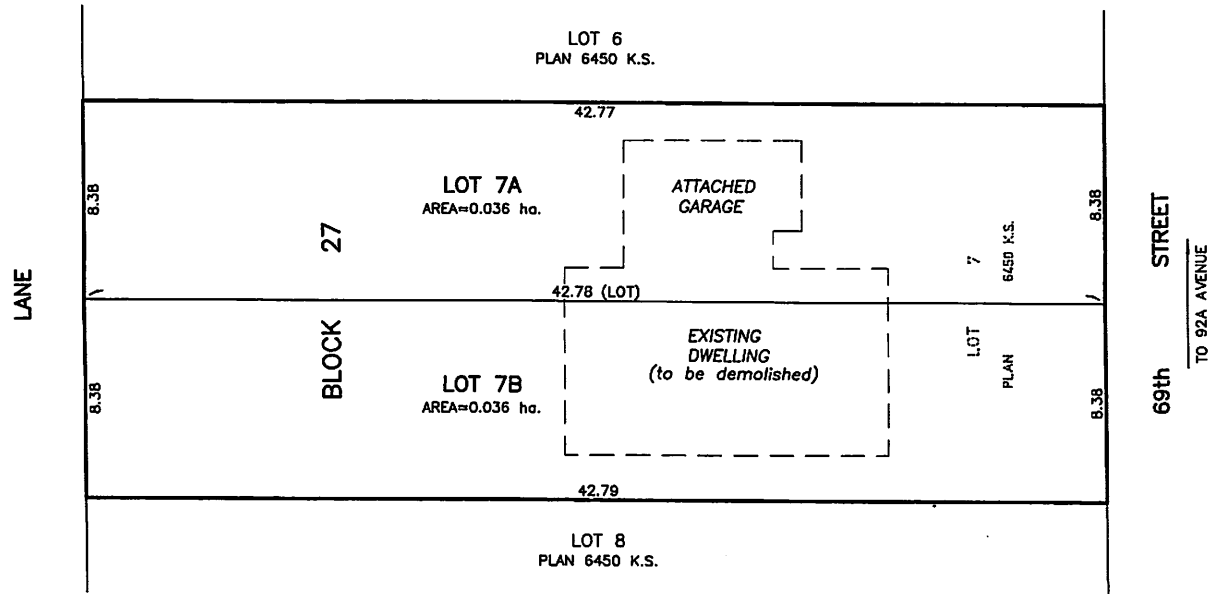 LOT 6
PLAN 6450 K.S.
42.77
LOT 7A
AREA=0.036 ha.
ATTACHED
GARAGE
8.38
8.38
27
BLOCK
7
LOT
6450 K.S.
PLAN
LANE
69th STREET
TO 92A AVENUE
42.78 (LOT)
EXISTING
DWELLING
(to be demolished)
LOT 7B
AREA=0.036 ha.
8.38
8.38
42.79
LOT 8
PLAN 6450 K.S.